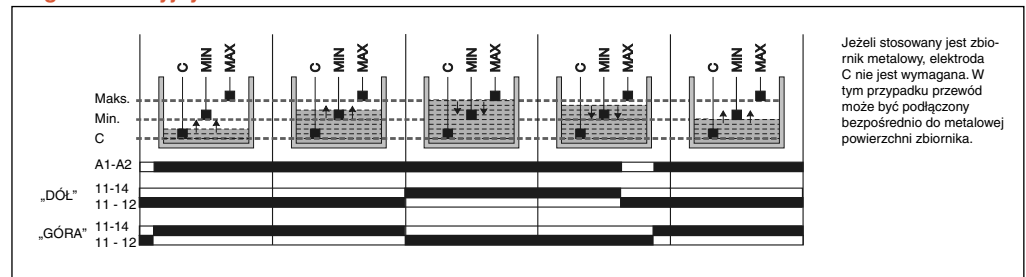 C MIN MAX C MIN MAX C MIN MAX C MIN MAX C MIN MAX
Maks.
Min.
C
A1-A2
„DÓŁ”
11-14
11 - 12
„GÓRA”
11-14
11 - 12
Jeżeli stosowany jest zbio-
rnik metalowy, elektroda
C nie jest wymagana. W
tym przypadku przewód
może być podłączony
bezpośrednio do metalowej
powierzchni zbiornika.